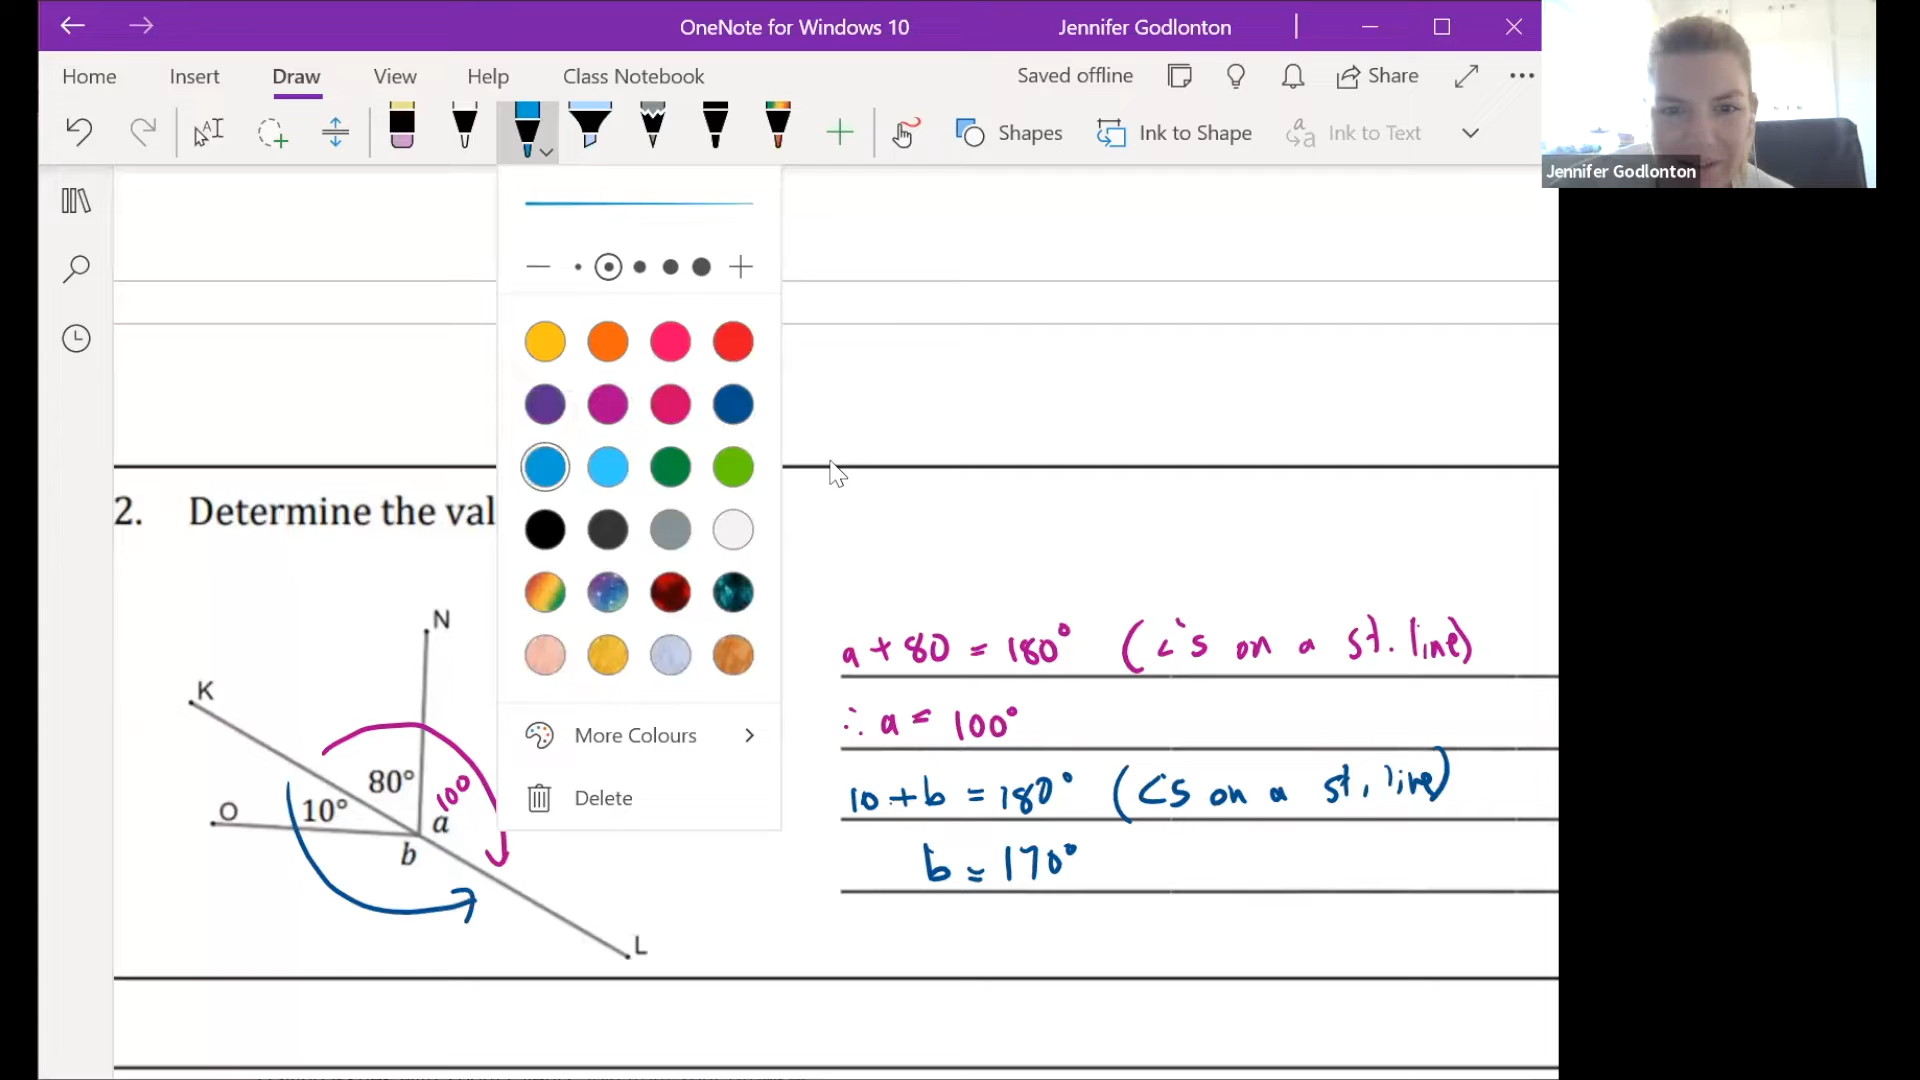 OneNote for Windows 10
Jennifer Godlonton
Home Insert Draw View Help Class Notebook
Saved offline
Share
Shapes
Ink to Shape
Ink to Text
Jennifer Godlonton
2. Determine the val
More Colours
Delete
N
K
O
L
80°
10°
100
a
b
a + 80 = 180° (∠'s on a st. line)
∴ a = 100°
10 + b = 180° (∠s on a st. line)
b = 170°